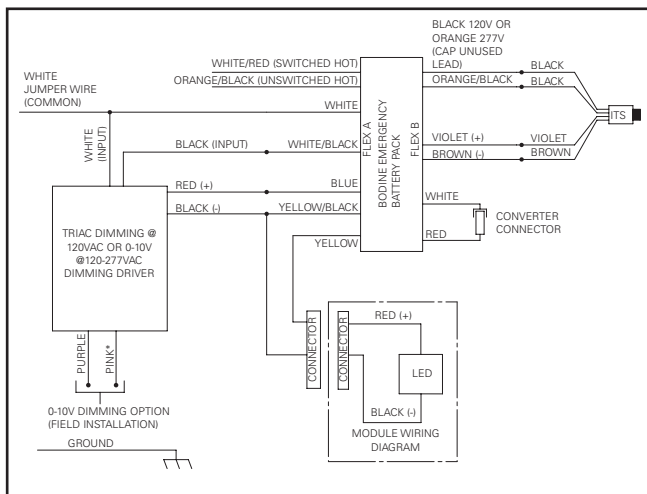 BLACK 120V OR
ORANGE 277V
(CAP UNUSED
LEAD)
WHITE/RED (SWITCHED HOT)
ORANGE/BLACK (UNSWITCHED HOT)
WHITE
JUMPER WIRE
(COMMON)
WHITE
WHITE
(INPUT)
BLACK (INPUT)
WHITE/BLACK
RED (+)
BLUE
BLACK (-)
YELLOW/BLACK
YELLOW
FLEX A
BODINE EMERGENCY
BATTERY PACK
FLEX B
BLACK
ORANGE/BLACK
BLACK
ITS
VIOLET (+)
VIOLET
BROWN (-)
BROWN
WHITE
RED
CONVERTER
CONNECTOR
TRIAC DIMMING @
120VAC OR 0-10V
@120-277VAC
DIMMING DRIVER
PURPLE
PINK*
0-10V DIMMING OPTION
(FIELD INSTALLATION)
GROUND
CONNECTOR
CONNECTOR
RED (+)
LED
BLACK (-)
MODULE WIRING
DIAGRAM